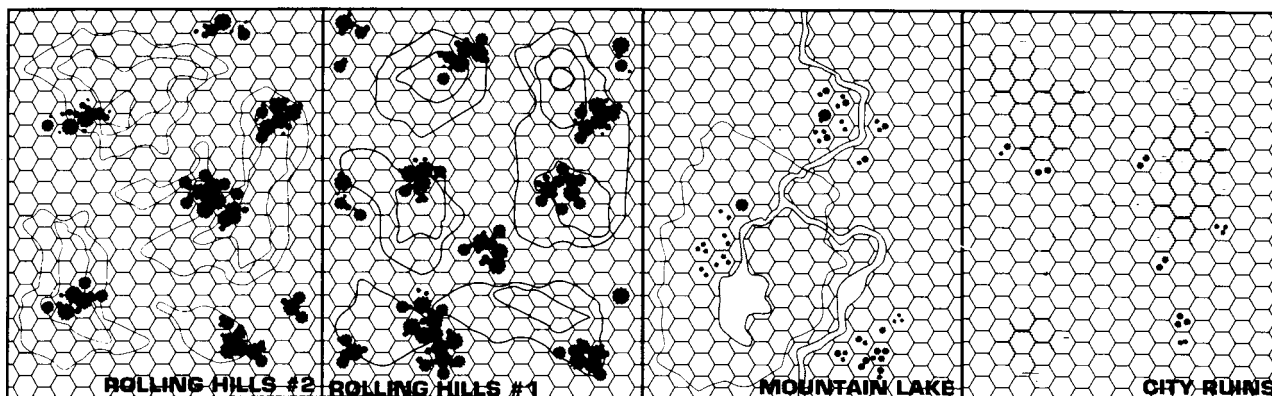 ROLLING HILLS #2
ROLLING HILLS #1
MOUNTAIN LAKE
CITY RUINS